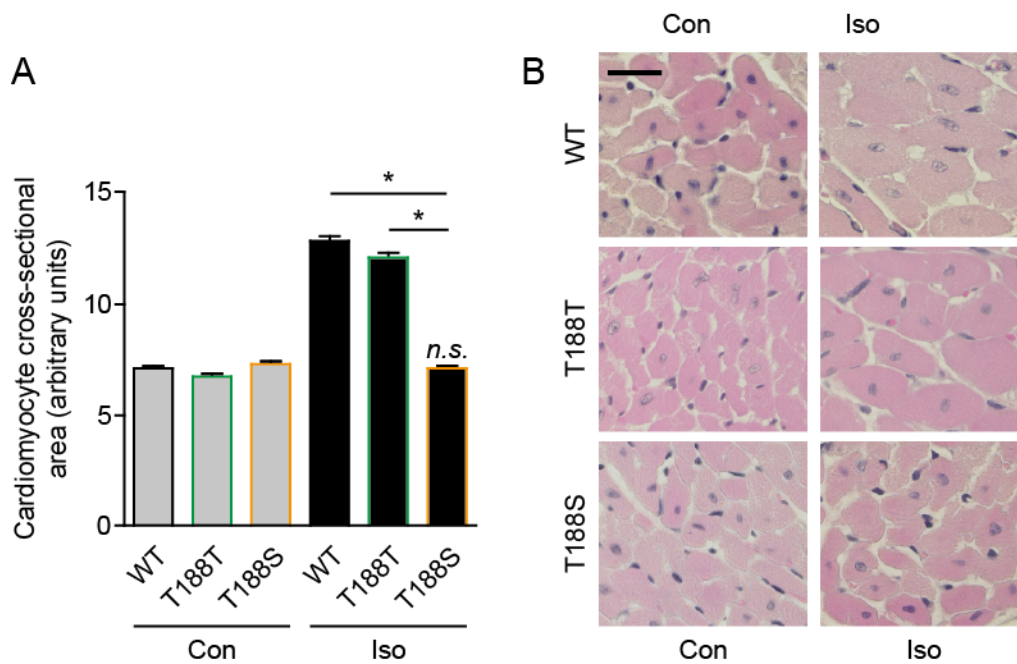 A
Cardiomyocyte cross-sectional
area (arbitrary units)
15
10
5
0
*
*
n.s.
WT
T188T
T188S
WT
T188T
T188S
Con
Iso
B
Con
Iso
WT
T188T
T188S
Con
Iso